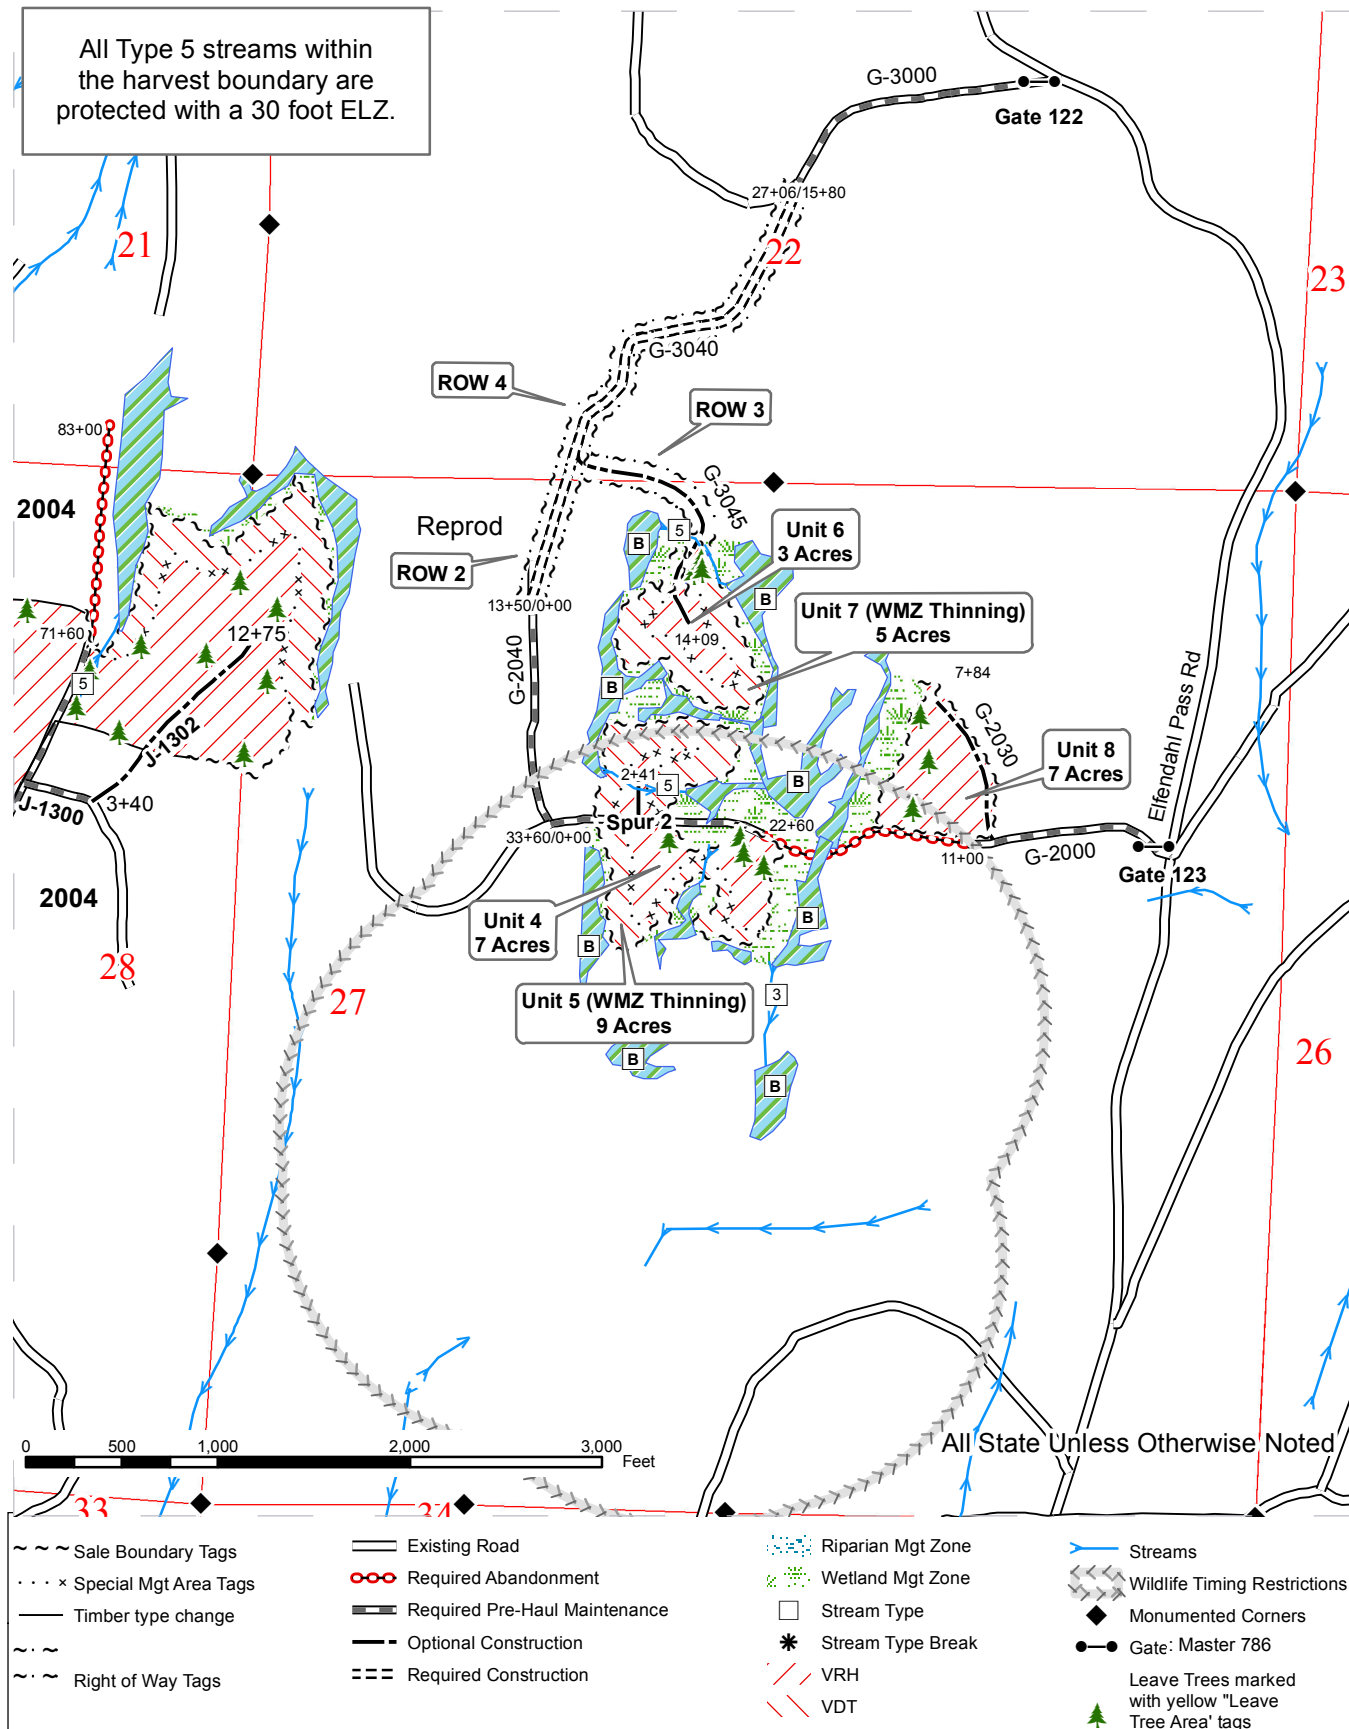 All Type 5 streams within
the harvest boundary are
protected with a 30 foot ELZ.
G-3000
Gate 122
27+06/15+80
21
22
23
G-3040
ROW 4
ROW 3
83+00
2004
G-3045
Reprod
5
B
Unit 6
3 Acres
ROW 2
B
Unit 7 (WMZ Thinning)
5 Acres
13+50/0+00
71+60
12+75
14+09
5
B
7+84
G-2040
G-2030
Elfendahl Pass Rd
J-1302
Unit 8
7 Acres
2+41
5
B
J-1300
3+40
Spur 2
22+60
33+60/0+00
11+00
G-2000
Gate 123
2004
Unit 4
7 Acres
B
B
28
27
Unit 5 (WMZ Thinning)
9 Acres
3
B
B
26
All State Unless Otherwise Noted
0 500 1,000 2,000 3,000
Feet
33
34
Sale Boundary Tags
Special Mgt Area Tags
Timber type change
Right of Way Tags
Existing Road
Required Abandonment
Required Pre-Haul Maintenance
Optional Construction
Required Construction
Riparian Mgt Zone
Wetland Mgt Zone
Stream Type
Stream Type Break
VRH
VDT
Streams
Wildlife Timing Restrictions
Monumented Corners
Gate: Master 786
Leave Trees marked
with yellow "Leave
Tree Area' tags